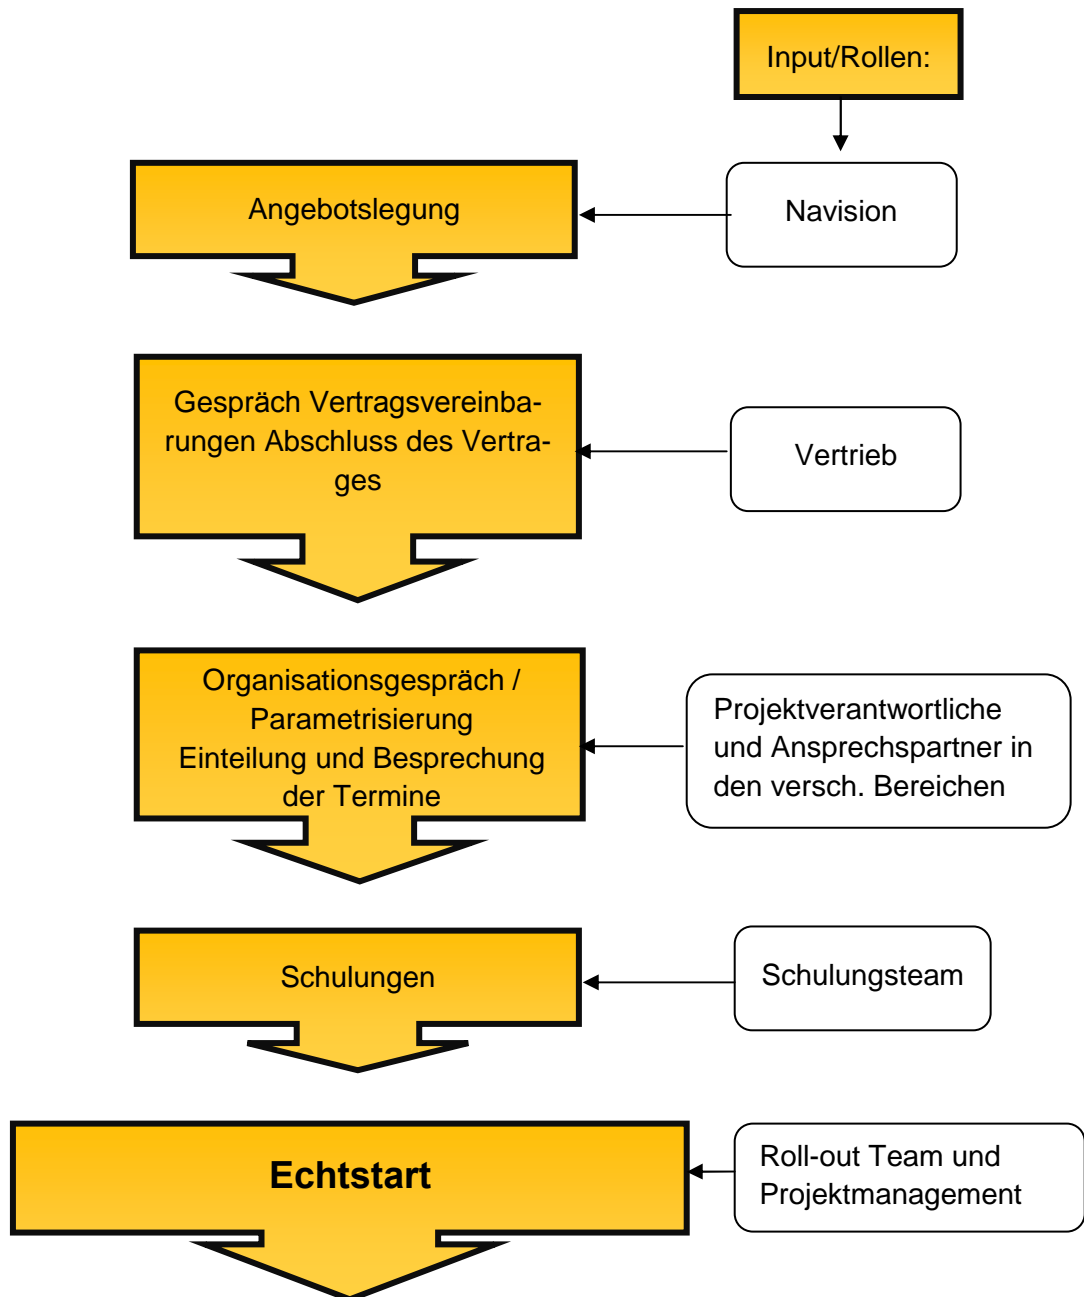 Input/Rollen:
Angebotslegung
Navision
Gespräch Vertragsvereinba-
rungen Abschluss des Vertra-
ges
Vertrieb
Organisationsgespräch /
Parametrisierung
Einteilung und Besprechung
der Termine
Projektverantwortliche
und Ansprechspartner in
den versch. Bereichen
Schulungen
Schulungsteam
Echtstart
Roll-out Team und
Projektmanagement